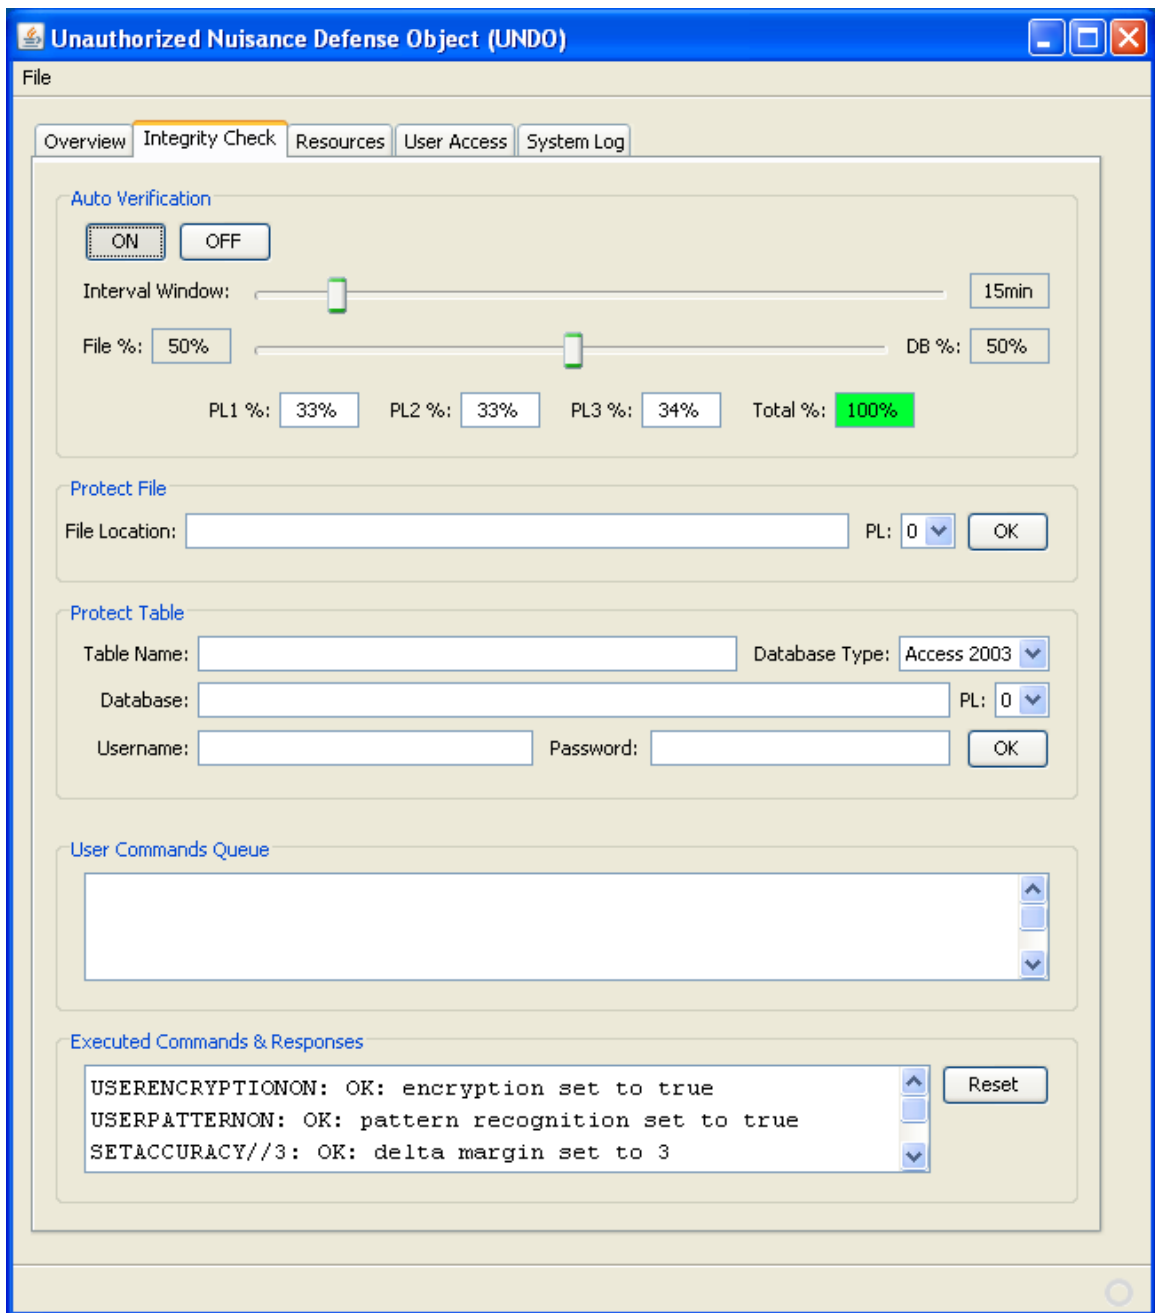 Unauthorized Nuisance Defense Object (UNDO)
File
Overview Integrity Check Resources User Access System Log
Auto Verification
ON OFF
Interval Window: 15min
File %: 50% DB %: 50%
PL1 %: 33% PL2 %: 33% PL3 %: 34% Total %: 100%
Protect File
File Location: PL: 0 OK
Protect Table
Table Name: Database Type: Access 2003
Database: PL: 0
Username: Password: OK
User Commands Queue
Executed Commands & Responses
USERENCRYPTIONON: OK: encryption set to true Reset
USERPATTERNON: OK: pattern recognition set to true
SETACCURACY//3: OK: delta margin set to 3